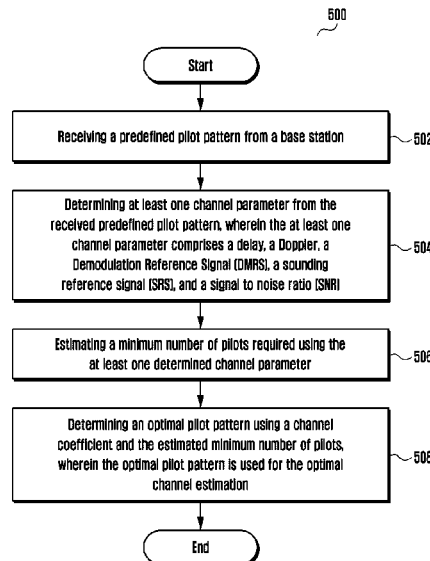 500
Start
Receiving a predefined pilot pattern from a base station
502
Determining at least one channel parameter from the
received predefined pilot pattern, wherein the at least one
channel parameter comprises a delay, a Doppler, a
Demodulation Reference Signal (DMRS), a sounding
reference signal (SRS), and a signal to noise ratio (SNR)
504
Estimating a minimum number of pilots required using the
at least one determined channel parameter
506
Determining an optimal pilot pattern using a channel
coefficient and the estimated minimum number of pilots,
wherein the optimal pilot pattern is used for the optimal
channel estimation
508
End